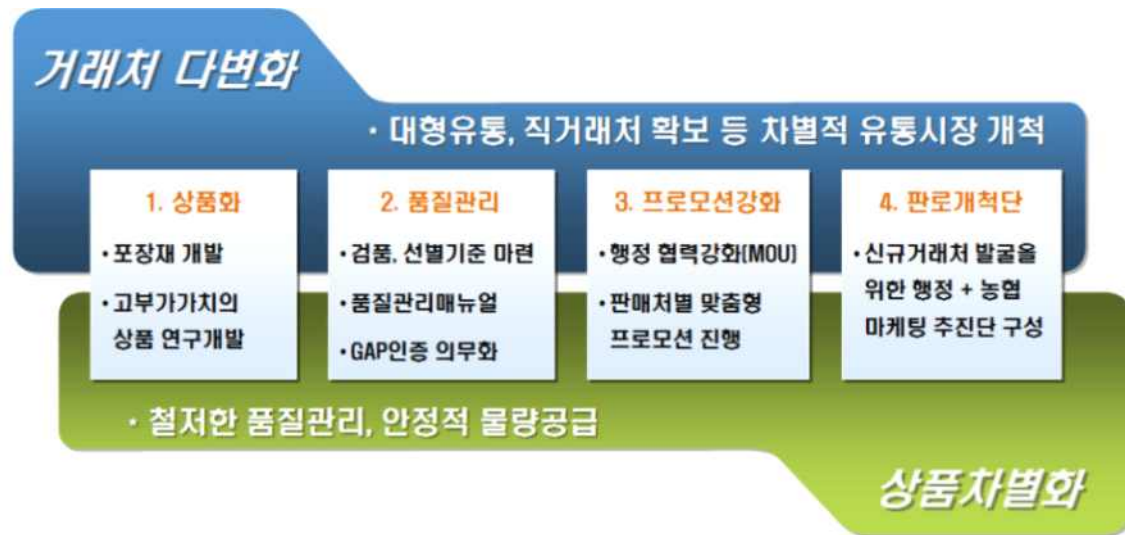 거래처 다변화
· 대형유통, 직거래처 확보 등 차별적 유통시장 개척
1. 상품화
· 포장재 개발
· 고부가가치의
상품 연구개발
2. 품질관리
· 검품, 선별기준 마련
· 품질관리매뉴얼
· GAP인증 의무화
3. 프로모션강화
· 행정 협력강화(MOU)
· 판매처별 맞춤형
프로모션 진행
4. 판로개척단
· 신규거래처 발굴을
위한 행정 + 농협
마케팅 추진단 구성
· 철저한 품질관리, 안정적 물량공급
상품차별화